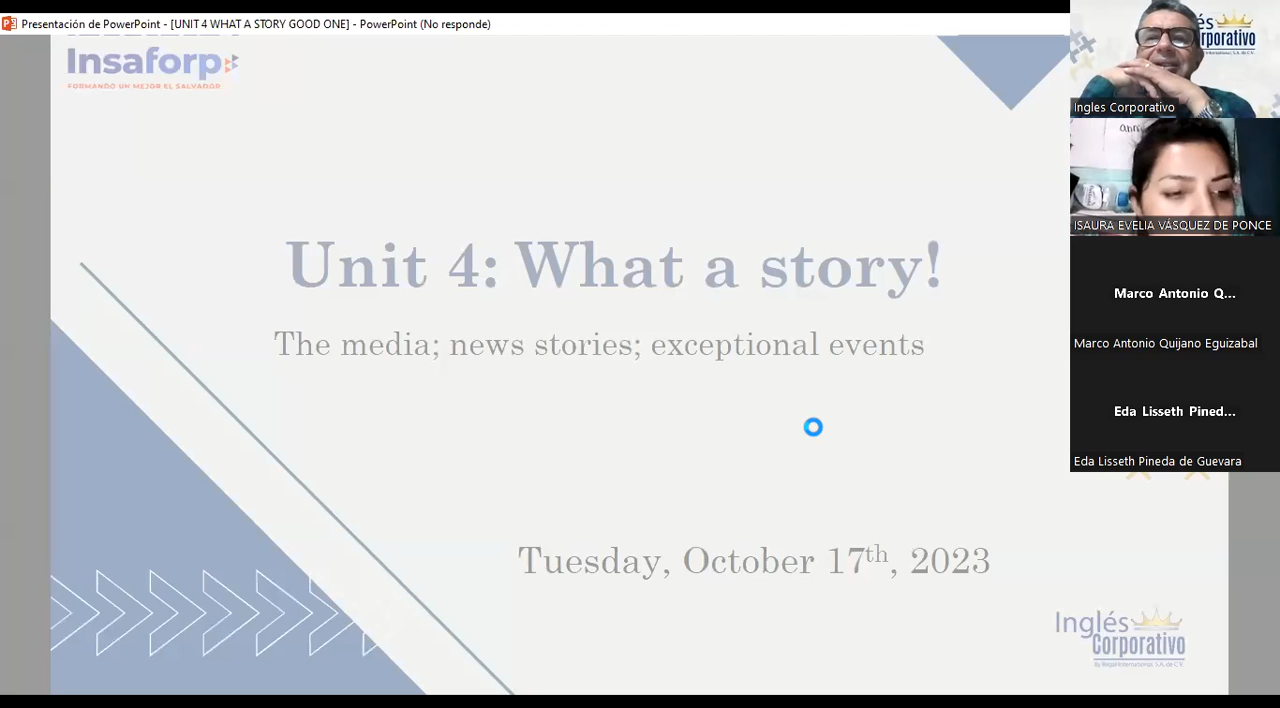 Presentación de PowerPoint - [UNIT 4 WHAT A STORY GOOD ONE] - PowerPoint (No responde)
Insaforp
FORMANDO UN MEJOR EL SALVADOR
Unit 4: What a story!
The media; news stories; exceptional events
Tuesday, October 17th, 2023
Inglés
Corporativo
Ingles Corporativo
ISAURA EVELIA VÁSQUEZ DE PONCE
Marco Antonio Q...
Marco Antonio Quijano Eguizabal
Eda Lisseth Pined...
Eda Lisseth Pineda de Guevara